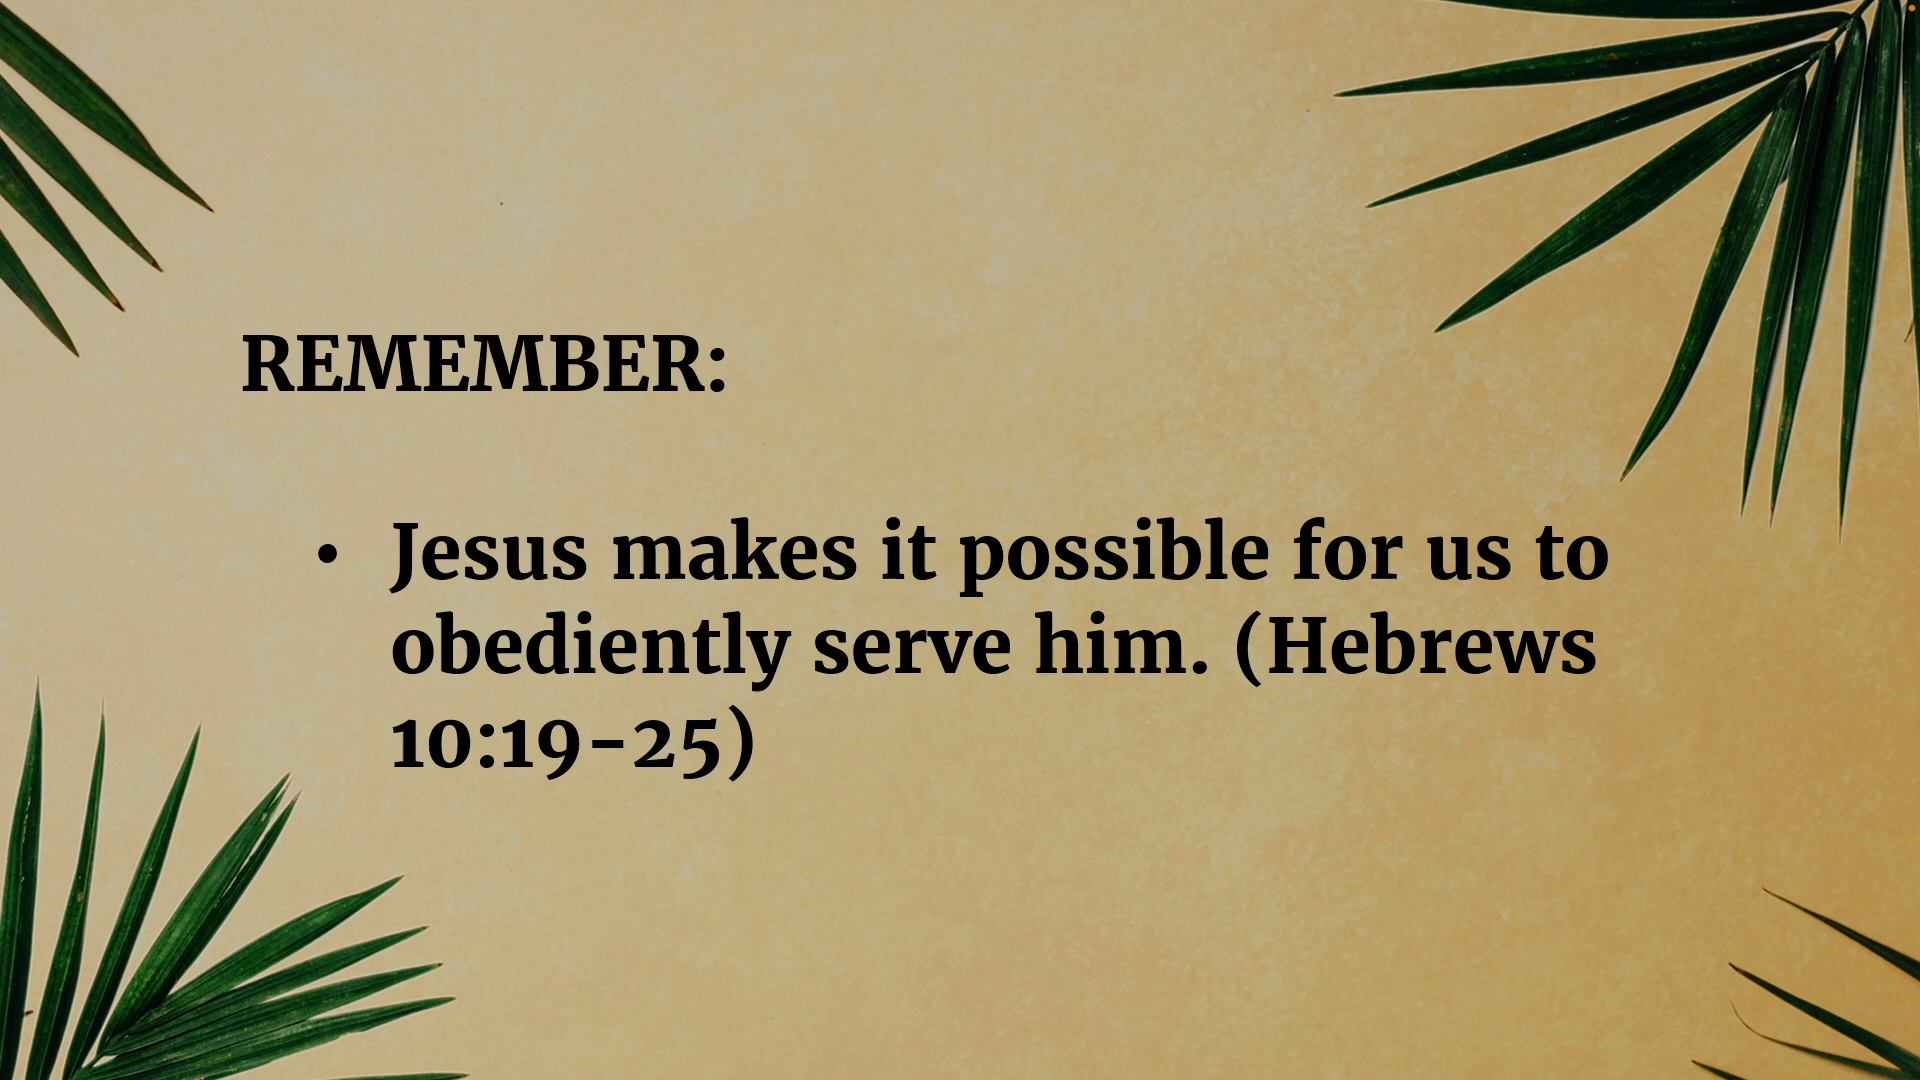 REMEMBER:
• Jesus makes it possible for us to
obediently serve him. (Hebrews
10:19-25)